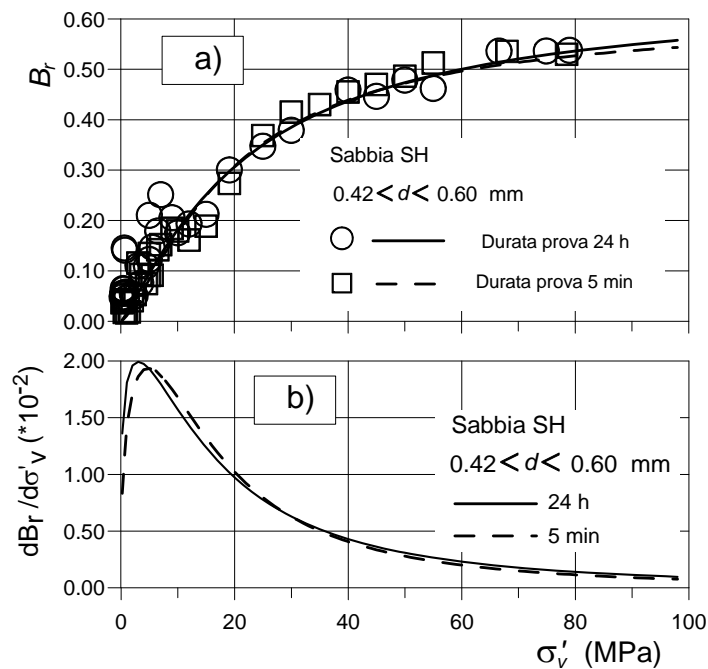 0.60
a)
B_r
0.50
0.40
0.30
Sabbia SH
0.42 < d < 0.60 mm
0.20
Durata prova 24 h
0.10
Durata prova 5 min
0.00
2.00
b)
dB_r/dσ'_v (*10^-2)
1.50
Sabbia SH
0.42 < d < 0.60 mm
1.00
24 h
0.50
5 min
0.00
0 20 40 60 80 100
σ_v' (MPa)